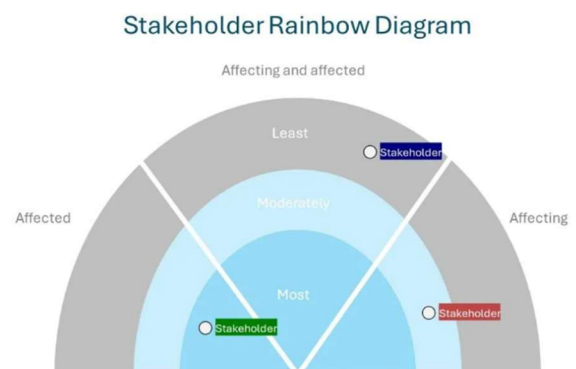 Stakeholder Rainbow Diagram
Affecting and affected
Least
Stakeholder
Moderately
Affected
Affecting
Most
Stakeholder
Stakeholder